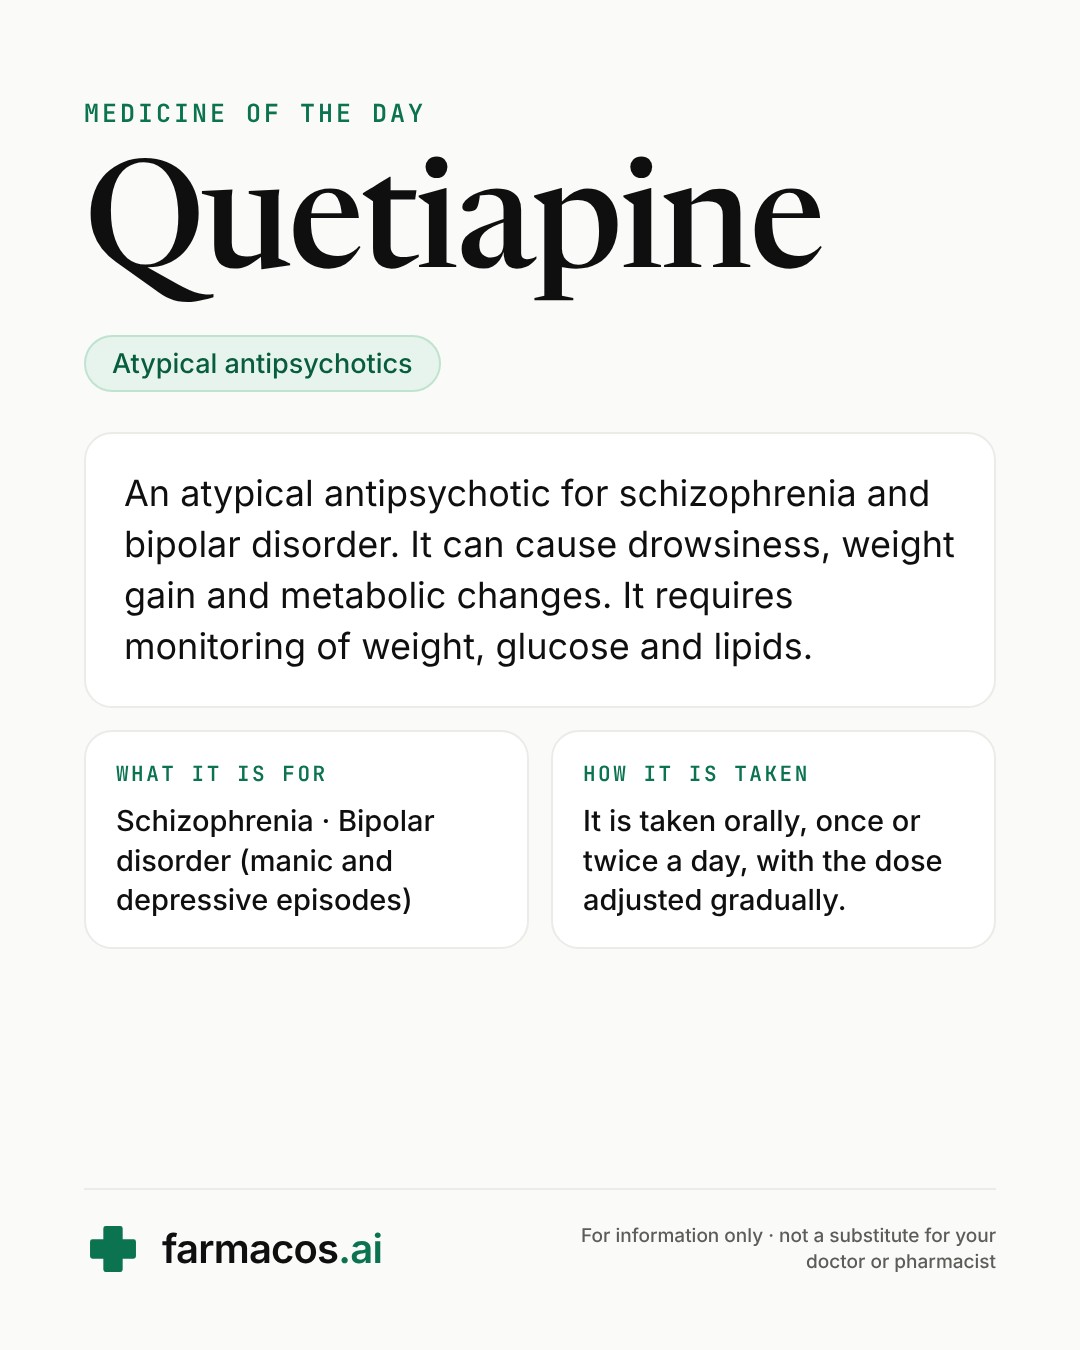 MEDICINE OF THE DAY
Quetiapine
Atypical antipsychotics
An atypical antipsychotic for schizophrenia and
bipolar disorder. It can cause drowsiness, weight
gain and metabolic changes. It requires
monitoring of weight, glucose and lipids.
WHAT IT IS FOR
Schizophrenia · Bipolar
disorder (manic and
depressive episodes)
HOW IT IS TAKEN
It is taken orally, once or
twice a day, with the dose
adjusted gradually.
farmacos.ai
For information only · not a substitute for your
doctor or pharmacist